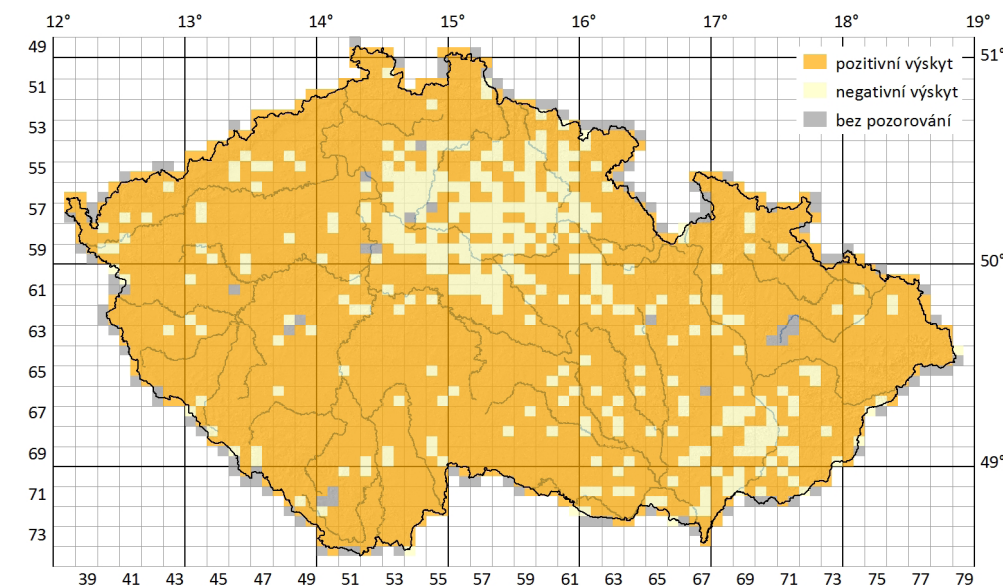 12° 13° 14° 15° 16° 17° 18° 19°
49 51°
pozitivní výskyt
51
negativní výskyt
bez pozorování
53
55
57
59 50°
61
63
65
67
69 49°
71
73
39 41 43 45 47 49 51 53 55 57 59 61 63 65 67 69 71 73 75 77 79